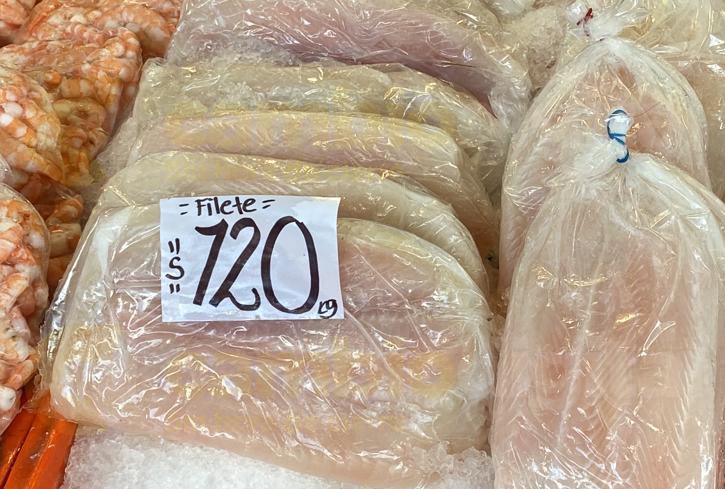 = Filete =
"$" 120 kg